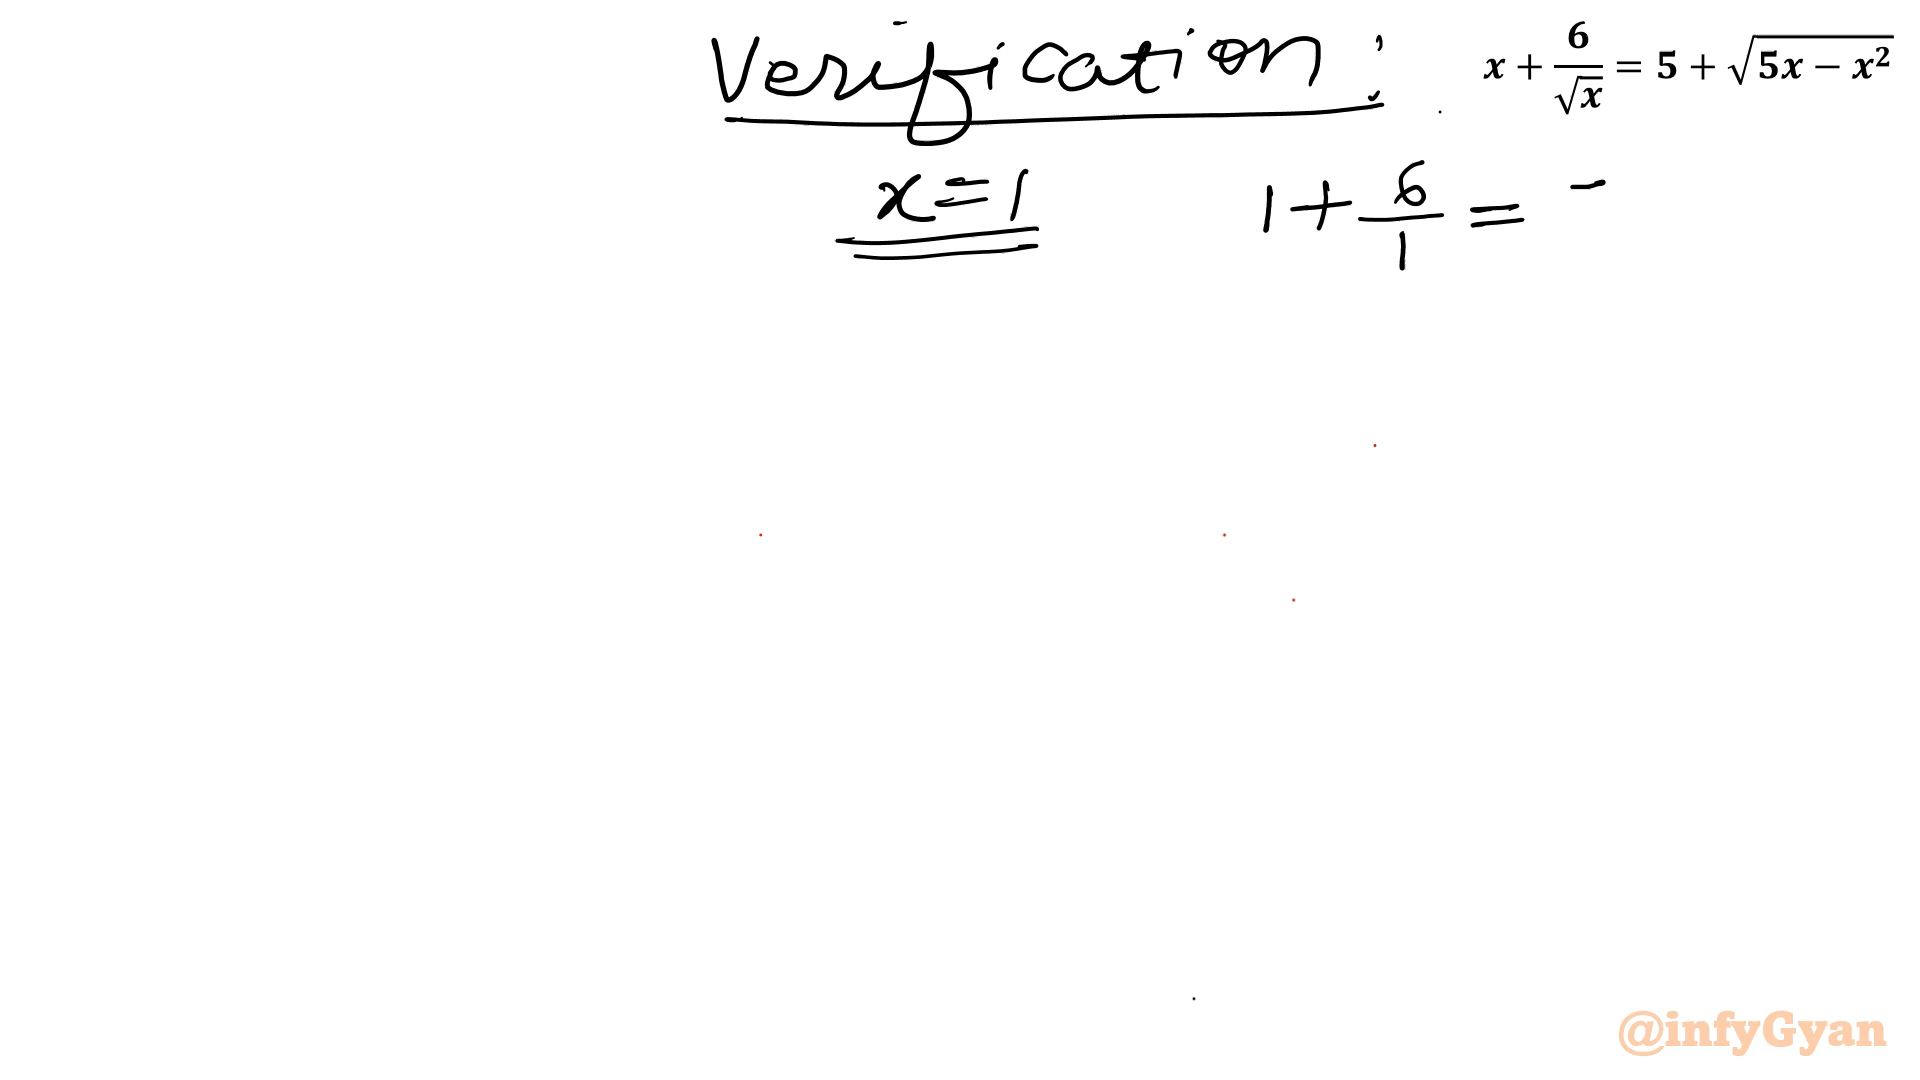 Verification :
x + 6/√x = 5 + √(5x − x²)
x = 1
1 + 6/1 =
@infyGyan